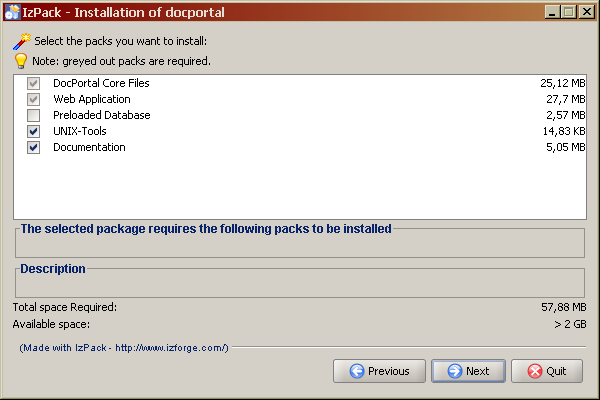 IzPack - Installation of docportal
Select the packs you want to install:
Note: greyed out packs are required.
DocPortal Core Files 25,12 MB
Web Application 27,7 MB
Preloaded Database 2,57 MB
UNIX-Tools 14,83 KB
Documentation 5,05 MB
The selected package requires the following packs to be installed
Description
Total space Required: 57,88 MB
Available space: > 2 GB
(Made with IzPack - http://www.izforge.com/)
Previous Next Quit